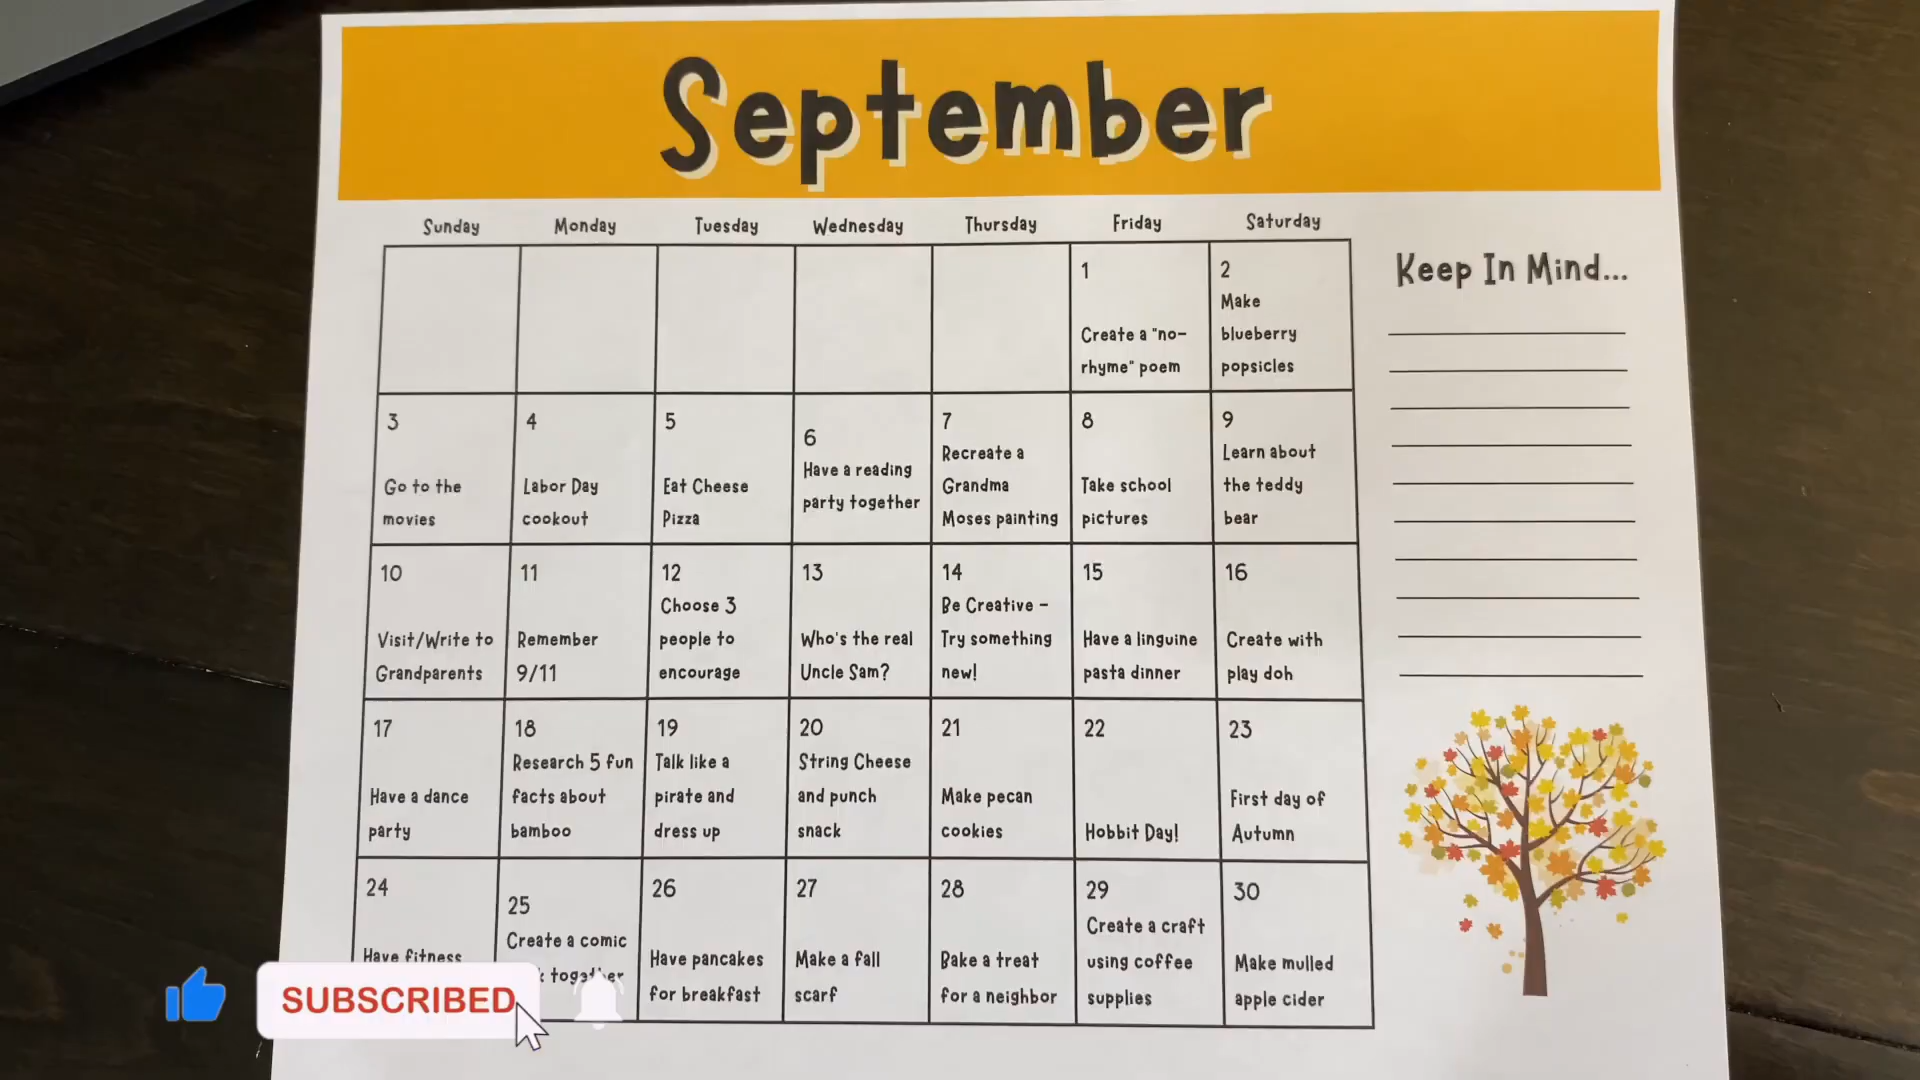 September
Sunday Monday Tuesday Wednesday Thursday Friday Saturday
Keep In Mind...
1
Create a "no-
rhyme" poem
2
Make
blueberry
popsicles
3
Go to the
movies
4
Labor Day
cookout
5
Eat Cheese
Pizza
6
Have a reading
party together
7
Recreate a
Grandma
Moses painting
8
Take school
pictures
9
Learn about
the teddy
bear
10
Visit/Write to
Grandparents
11
Remember
9/11
12
Choose 3
people to
encourage
13
Who's the real
Uncle Sam?
14
Be Creative -
Try something
new!
15
Have a linguine
pasta dinner
16
Create with
play doh
17
Have a dance
party
18
Research 5 fun
facts about
bamboo
19
Talk like a
pirate and
dress up
20
String Cheese
and punch
snack
21
Make pecan
cookies
22
Hobbit Day!
23
First day of
Autumn
24
Have fitness
25
Create a comic
together
26
Have pancakes
for breakfast
27
Make a fall
scarf
28
Bake a treat
for a neighbor
29
Create a craft
using coffee
supplies
30
Make mulled
apple cider
SUBSCRIBED